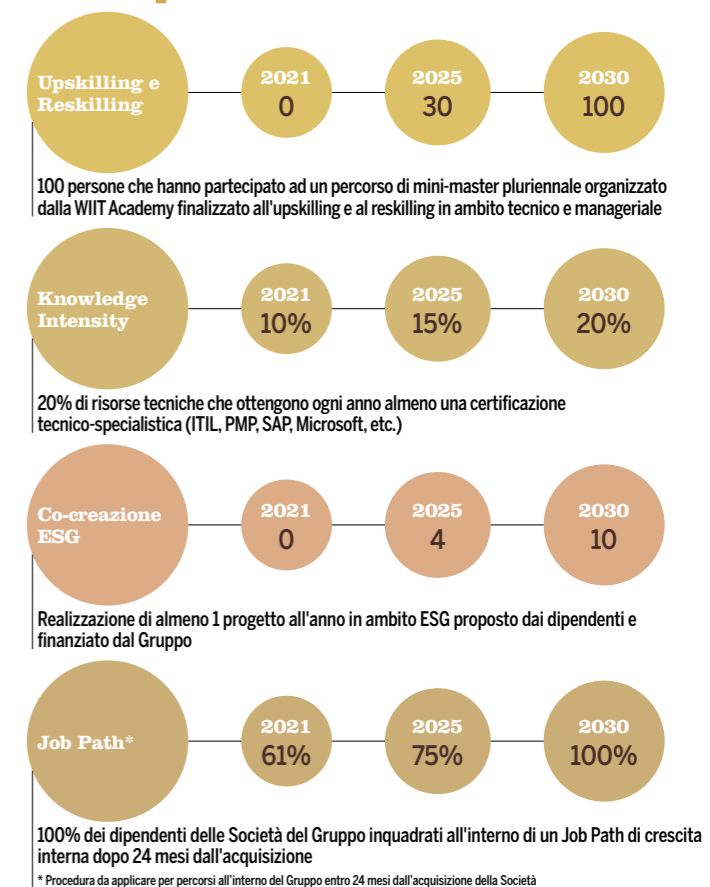 Upskilling e
Reskilling
2021
0
2025
30
2030
100
100 persone che hanno partecipato ad un percorso di mini-master pluriennale organizzato
dalla WIIT Academy finalizzato all'upskilling e al reskilling in ambito tecnico e manageriale
Knowledge
Intensity
2021
10%
2025
15%
2030
20%
20% di risorse tecniche che ottengono ogni anno almeno una certificazione
tecnico-specialistica (ITIL, PMP, SAP, Microsoft, etc.)
Co-creazione
ESG
2021
0
2025
4
2030
10
Realizzazione di almeno 1 progetto all'anno in ambito ESG proposto dai dipendenti e
finanziato dal Gruppo
Job Path*
2021
61%
2025
75%
2030
100%
100% dei dipendenti delle Società del Gruppo inquadrati all'interno di un Job Path di crescita
interna dopo 24 mesi dall'acquisizione
* Procedura da applicare per percorsi all'interno del Gruppo entro 24 mesi dall'acquisizione della Società